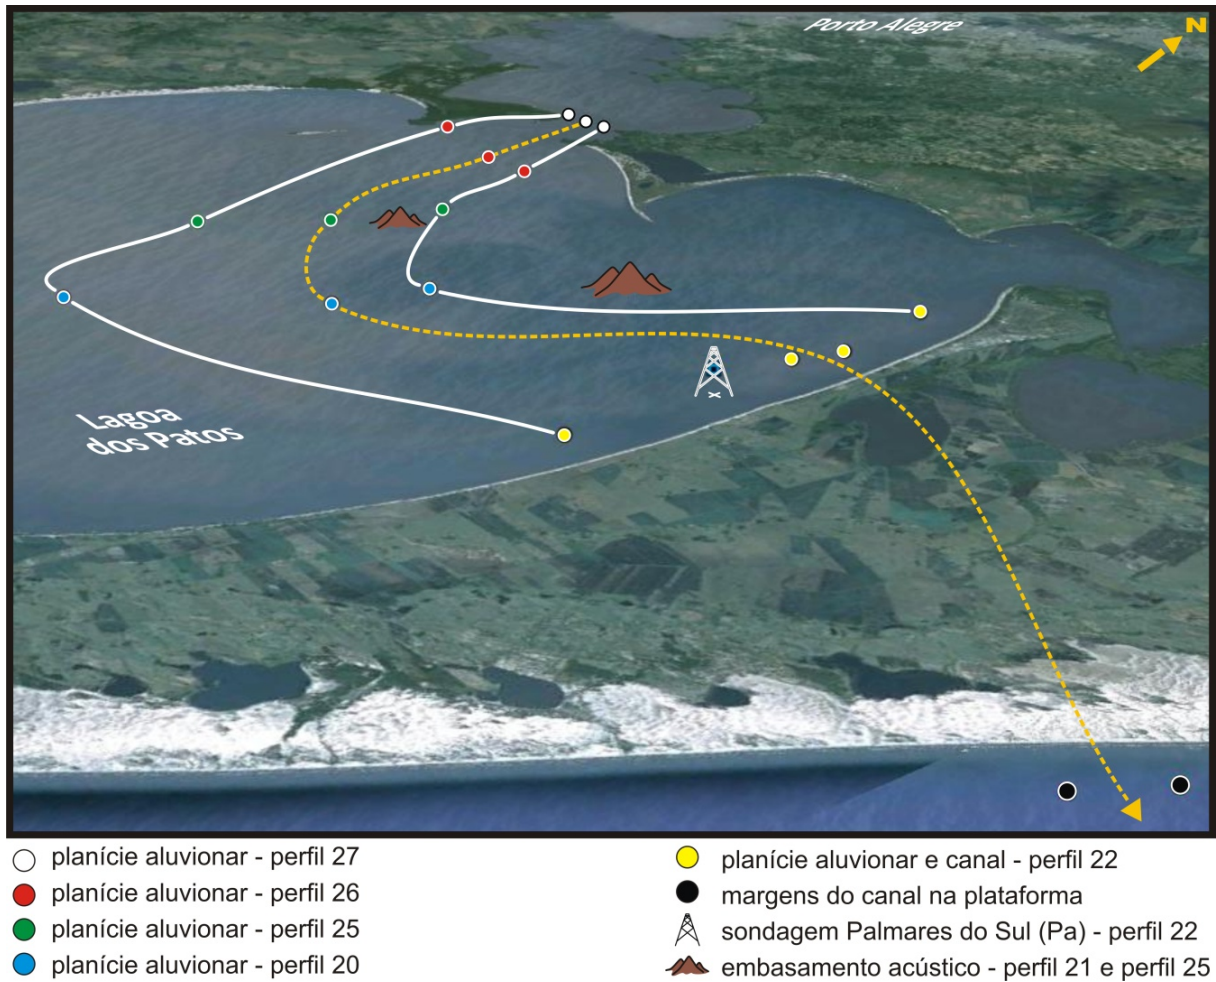 Porto Alegre
N
Lagoa
dos Patos
planície aluvionar - perfil 27
planície aluvionar - perfil 26
planície aluvionar - perfil 25
planície aluvionar - perfil 20
planície aluvionar e canal - perfil 22
margens do canal na plataforma
sondagem Palmares do Sul (Pa) - perfil 22
embasamento acústico - perfil 21 e perfil 25